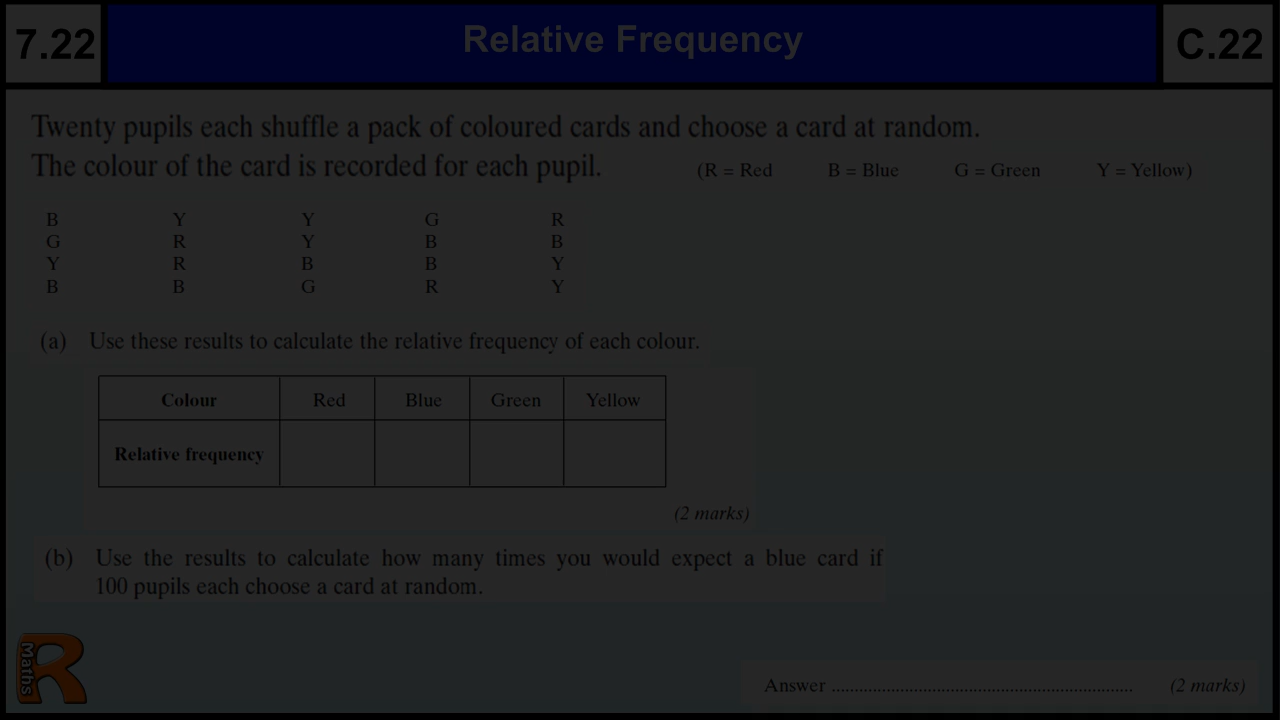 7.22 Relative Frequency C.22
Twenty pupils each shuffle a pack of coloured cards and choose a card at random.
The colour of the card is recorded for each pupil. (R = Red B = Blue G = Green Y = Yellow)
B Y Y G R
G R Y B B
Y R B B Y
B B G R Y
(a) Use these results to calculate the relative frequency of each colour.
Colour Red Blue Green Yellow
Relative frequency
(2 marks)
(b) Use the results to calculate how many times you would expect a blue card if
100 pupils each choose a card at random.
R Maths
Answer ................................................................. (2 marks)